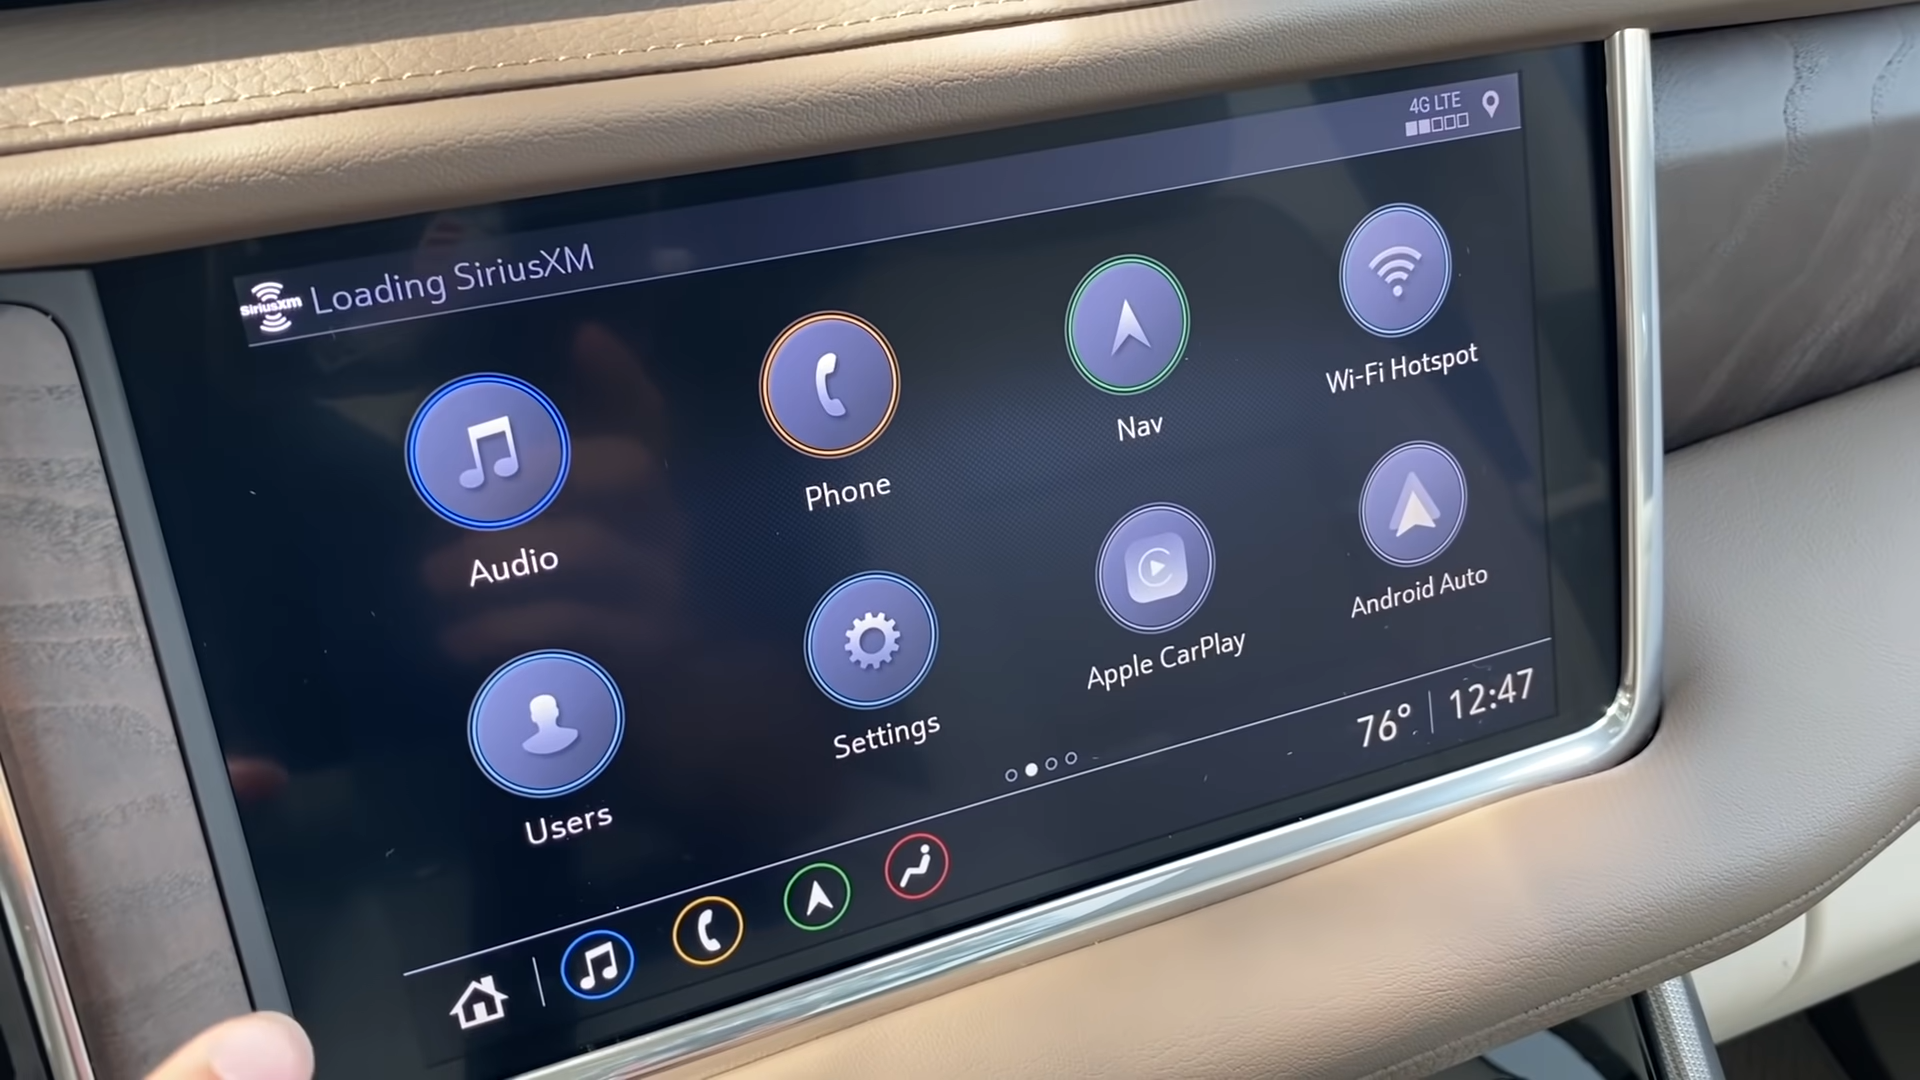 4G LTE
SiriusXM Loading SiriusXM
Audio
Phone
Nav
Wi-Fi Hotspot
Users
Settings
Apple CarPlay
Android Auto
76° 12:47